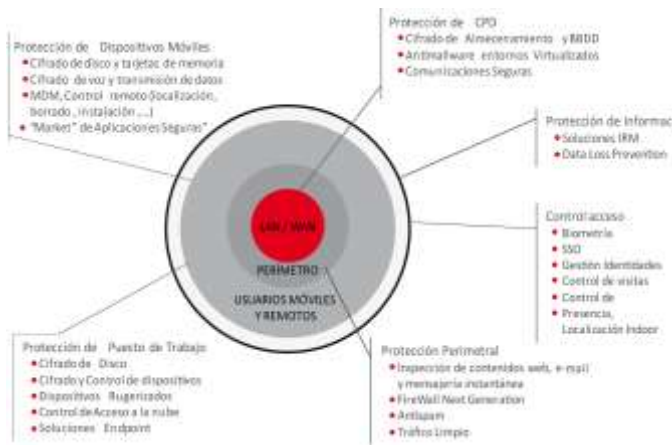 Protección de Dispositivos Móviles
Cifrado de disco y tarjetas de memoria
Cifrado de voz y transmisión de datos
MDM, Control remoto (localización,
borrado, instalación ....)
"Market" de Aplicaciones Seguras"
Protección de CPD
Cifrado de Almacenamiento y BBDD
Antimallware entornos Virtualizados
Comunicaciones Seguras
Protección de Informac
Soluciones IRM
Data Loss Prevention
Control acceso
Biometría
SSO
Gestión Identidades
Control de visitas
Control de
Presencia,
Localización Indoor
LAN / WAN
PERIMETRO
USUARIOS MÓVILES
Y REMOTOS
Protección de Puesto de Trabajo
Cifrado de Disco
Cifrado y Control de dispositivos
Dispositivos Rugerizados
Control de Acceso a la nube
Soluciones Endpoint
Protección Perimetral
Inspección de contenidos web, e-mail
y mensajería instantánea
FireWall Next Generation
Antispam
Tráfico Limpio